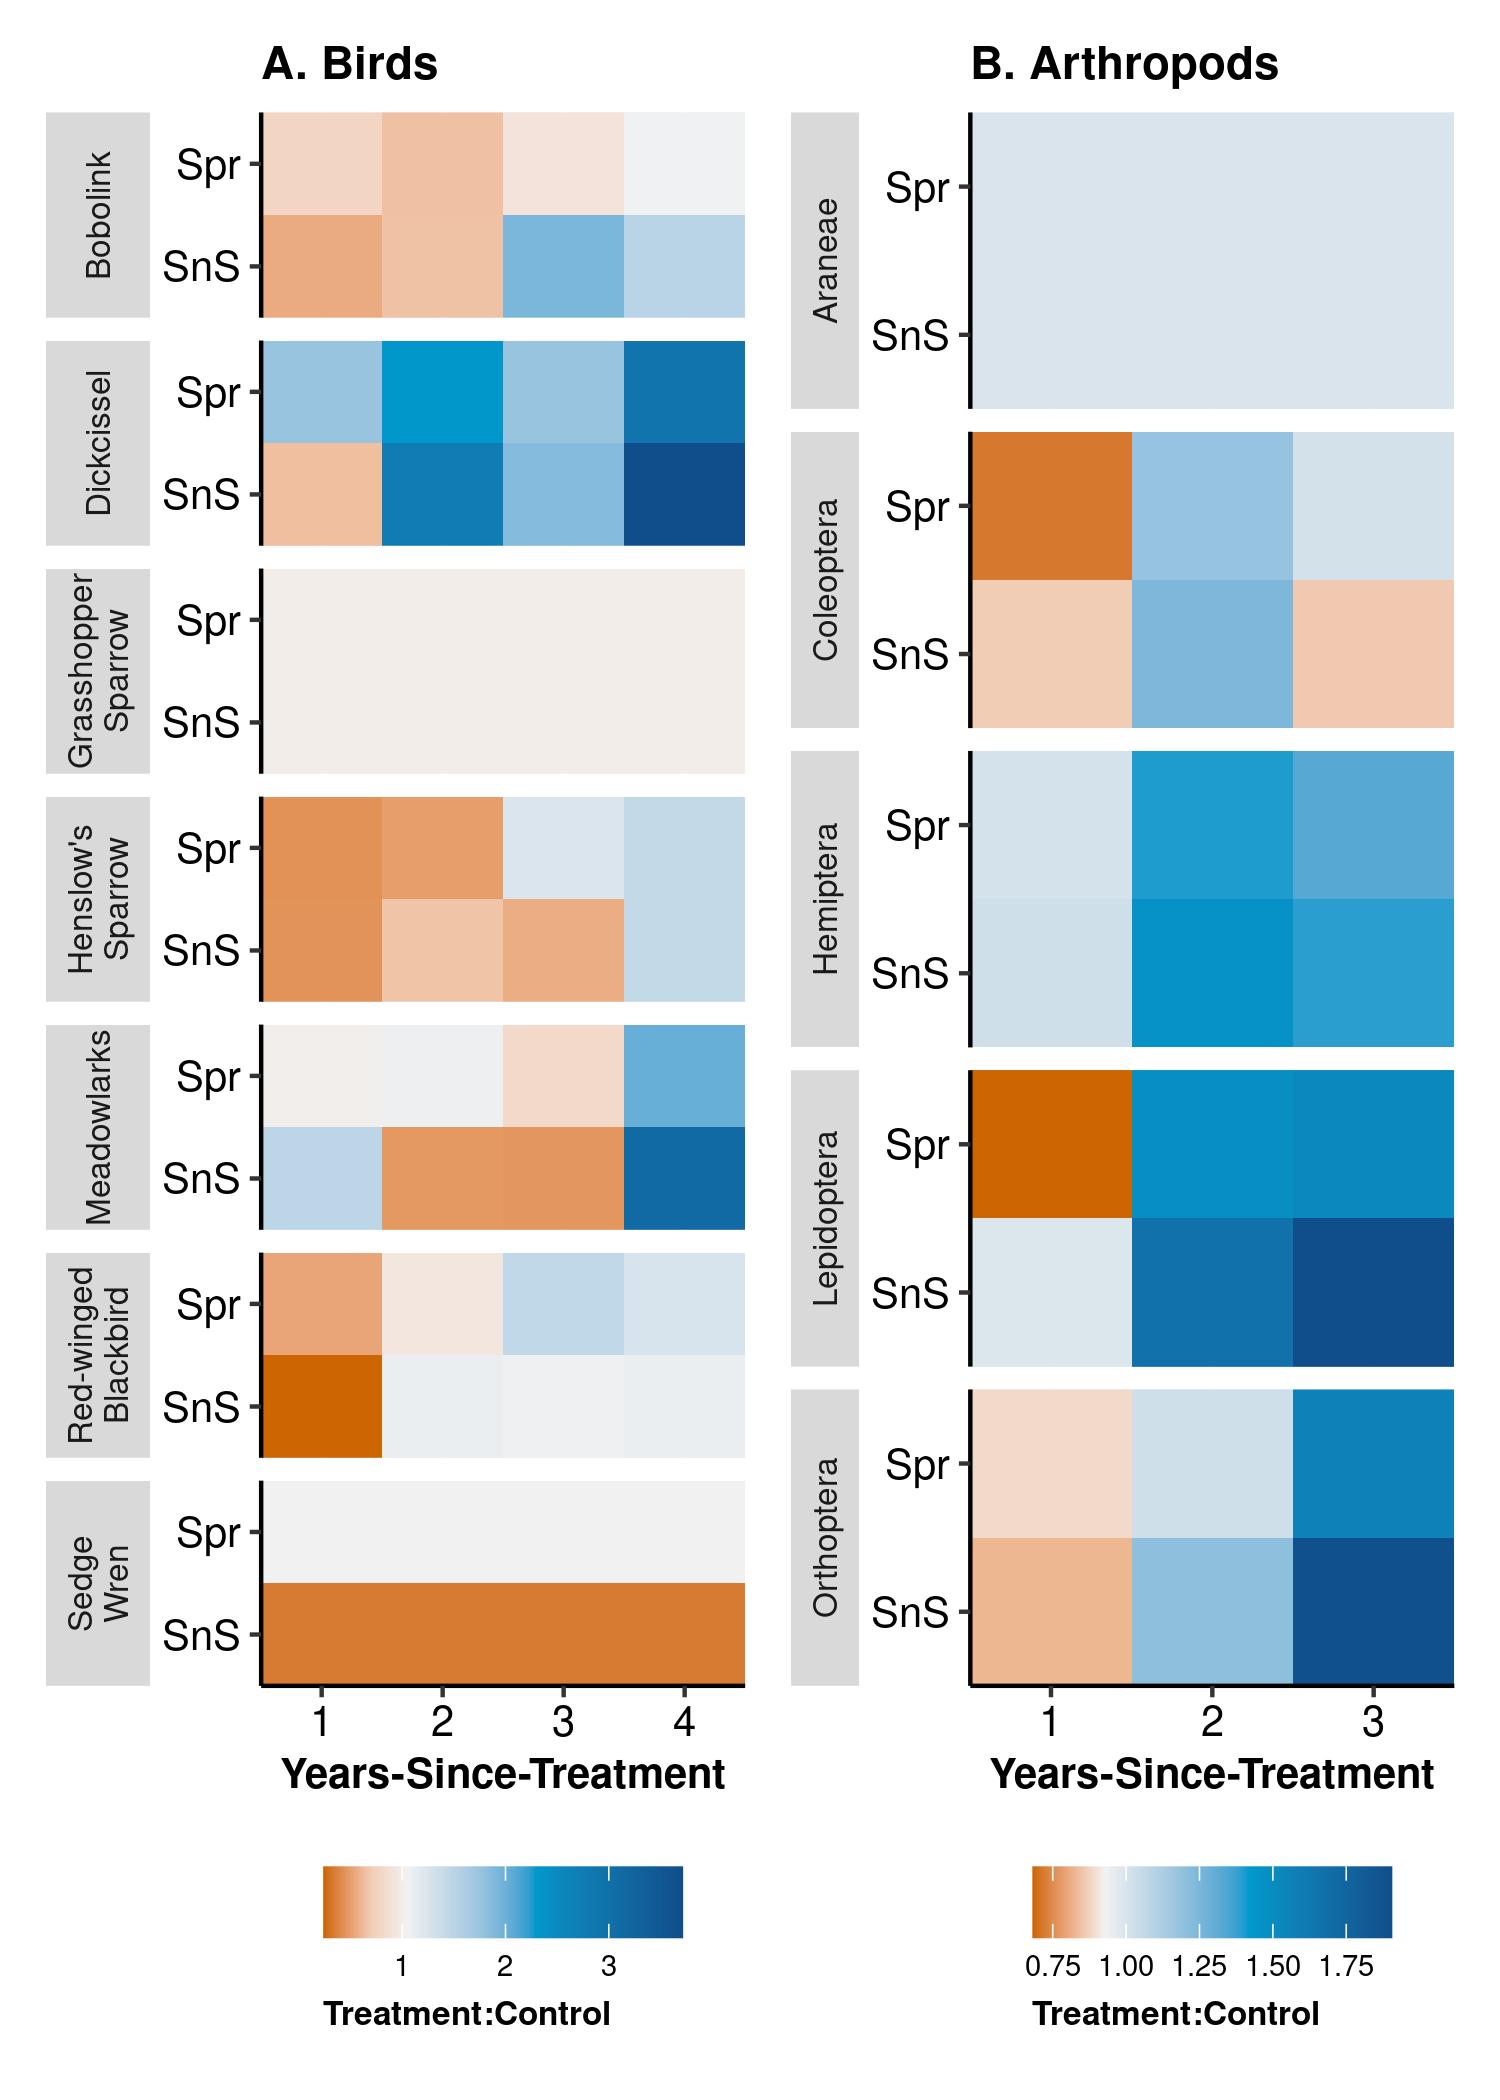 A. Birds
Bobolink
Spr
SnS
Dickcissel
Spr
SnS
Grasshopper
Sparrow
Spr
SnS
Henslow's
Sparrow
Spr
SnS
Meadowlarks
Spr
SnS
Red-winged
Blackbird
Spr
SnS
Sedge
Wren
Spr
SnS
1 2 3 4
Years-Since-Treatment
1 2 3
Treatment:Control
B. Arthropods
Araneae
Spr
SnS
Coleoptera
Spr
SnS
Hemiptera
Spr
SnS
Lepidoptera
Spr
SnS
Orthoptera
Spr
SnS
1 2 3
Years-Since-Treatment
0.75 1.00 1.25 1.50 1.75
Treatment:Control